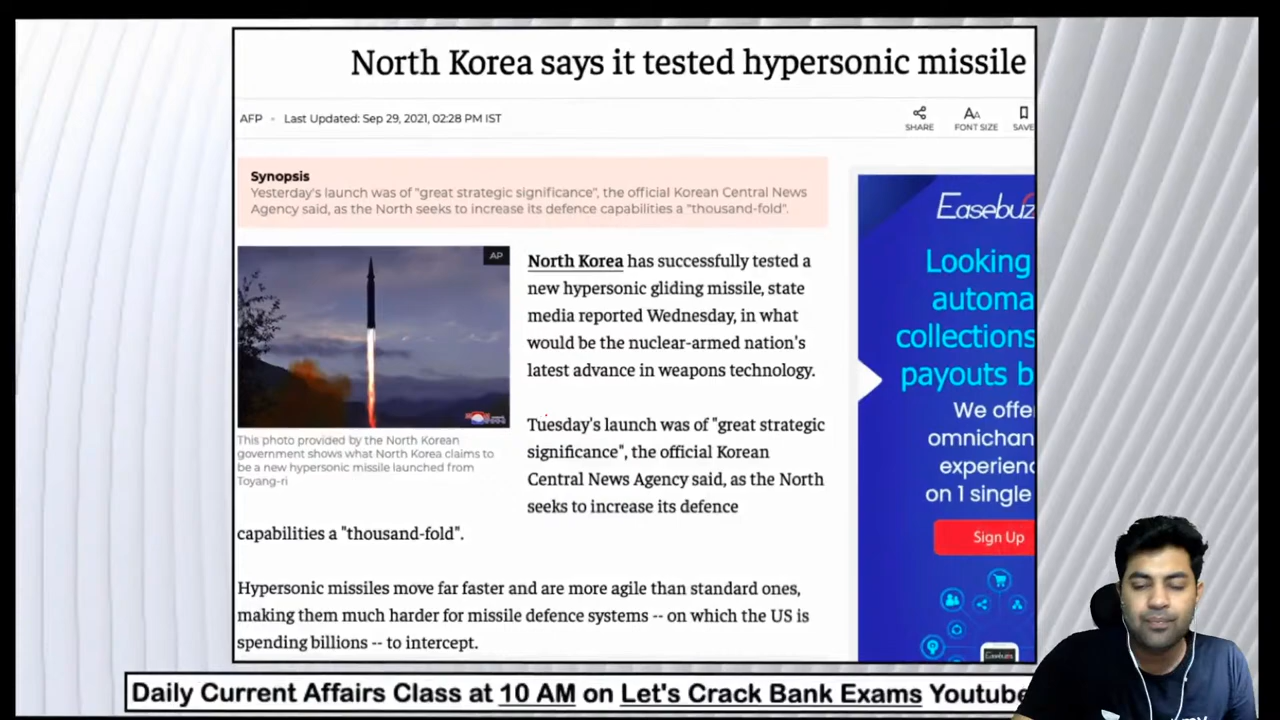 North Korea says it tested hypersonic missile
AFP • Last Updated: Sep 29, 2021, 02:28 PM IST
SHARE
FONT SIZE
SAVE
Synopsis
Yesterday's launch was of "great strategic significance", the official Korean Central News
Agency said, as the North seeks to increase its defence capabilities a "thousand-fold".
AP
This photo provided by the North Korean
government shows what North Korea claims to
be a new hypersonic missile launched from
Toyang-ri
North Korea has successfully tested a
new hypersonic gliding missile, state
media reported Wednesday, in what
would be the nuclear-armed nation's
latest advance in weapons technology.
Tuesday's launch was of "great strategic
significance", the official Korean
Central News Agency said, as the North
seeks to increase its defence
capabilities a "thousand-fold".
Hypersonic missiles move far faster and are more agile than standard ones,
making them much harder for missile defence systems -- on which the US is
spending billions -- to intercept.
Easebuz
Looking
automa
collections
payouts b
We offe
omnichan
experienc
on 1 single
Sign Up
Daily Current Affairs Class at 10 AM on Let's Crack Bank Exams Youtube